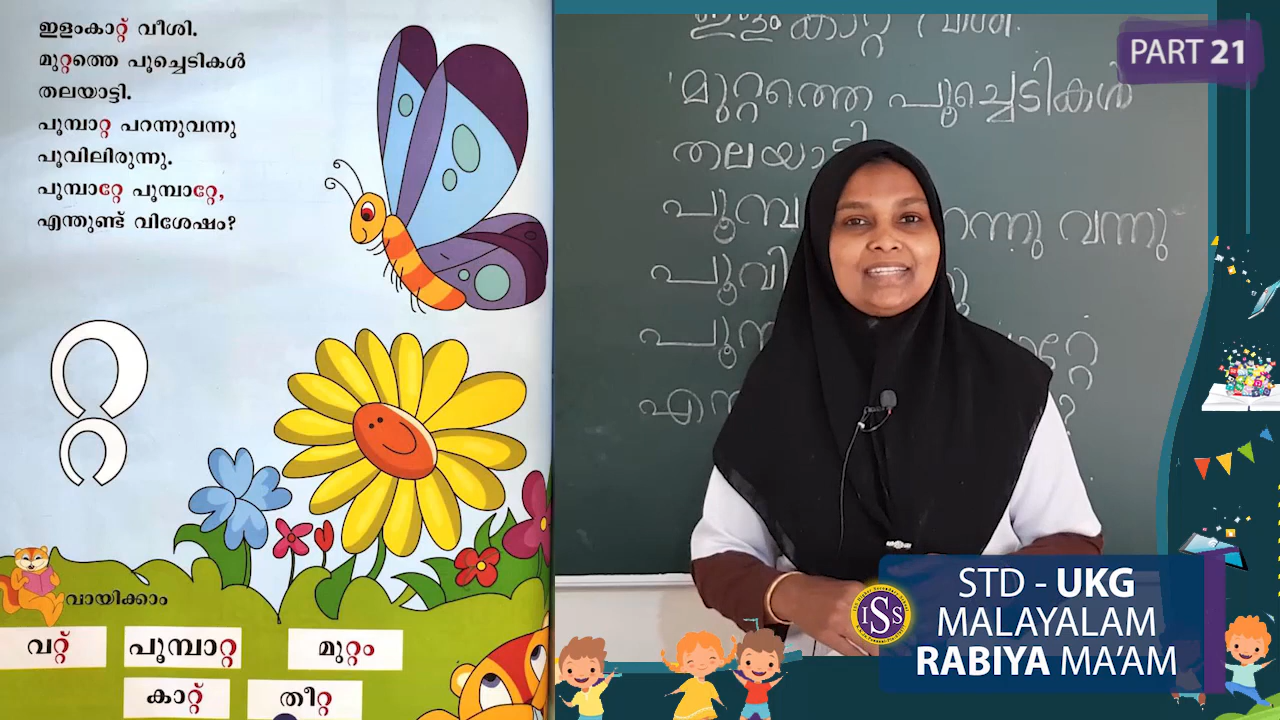 ഇളംകാറ്റ് വീശി.
മുറ്റത്തെ പൂച്ചെടികൾ
തലയാട്ടി.
പൂമ്പാറ്റ പറന്നുവന്നു
പൂവിലിരുന്നു.
പൂമ്പാറ്റേ പൂമ്പാറ്റേ,
എന്തുണ്ട് വിശേഷം?
റ്റ
വായിക്കാം
വറ്റ് പൂമ്പാറ്റ മുറ്റം
കാറ്റ് തീറ്റ
ഇളംകാറ്റ് വീശി.
മുറ്റത്തെ പൂച്ചെടികൾ
വന്നു
PART 21
ISS
STD - UKG
MALAYALAM
RABIYA MA'AM